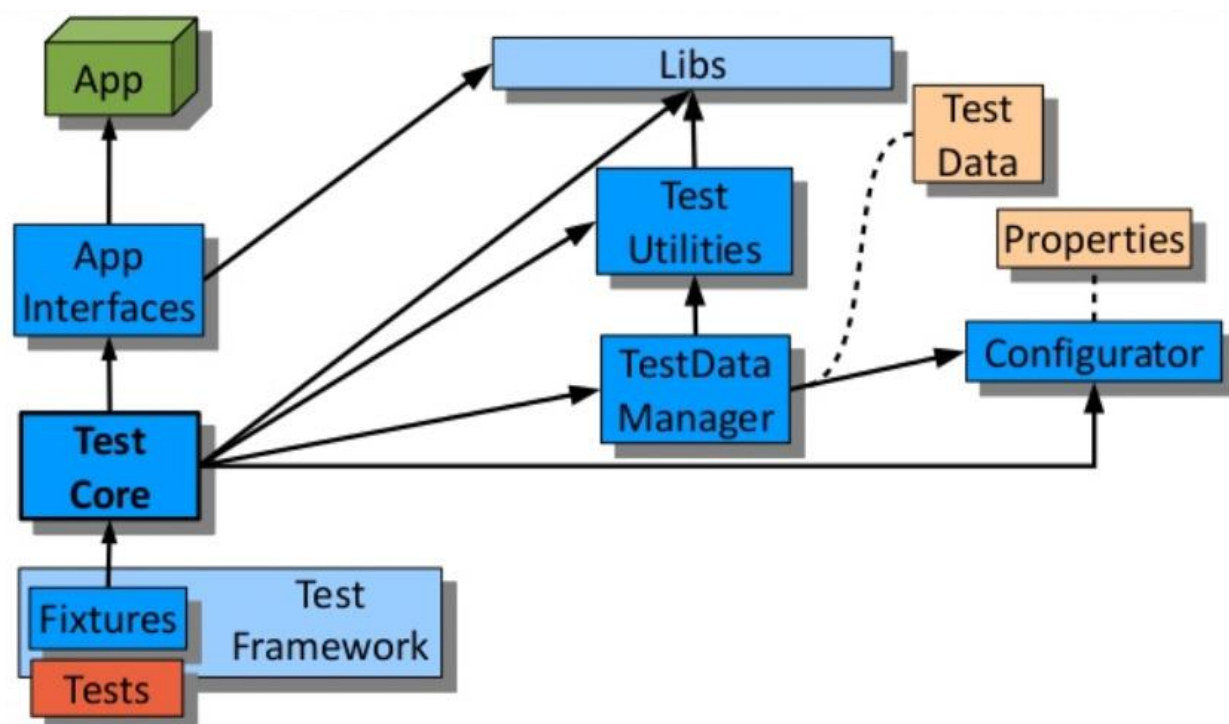 App
Libs
Test
Data
App
Interfaces
Test
Utilities
Properties
TestData
Manager
Configurator
Test
Core
Fixtures
Test
Framework
Tests